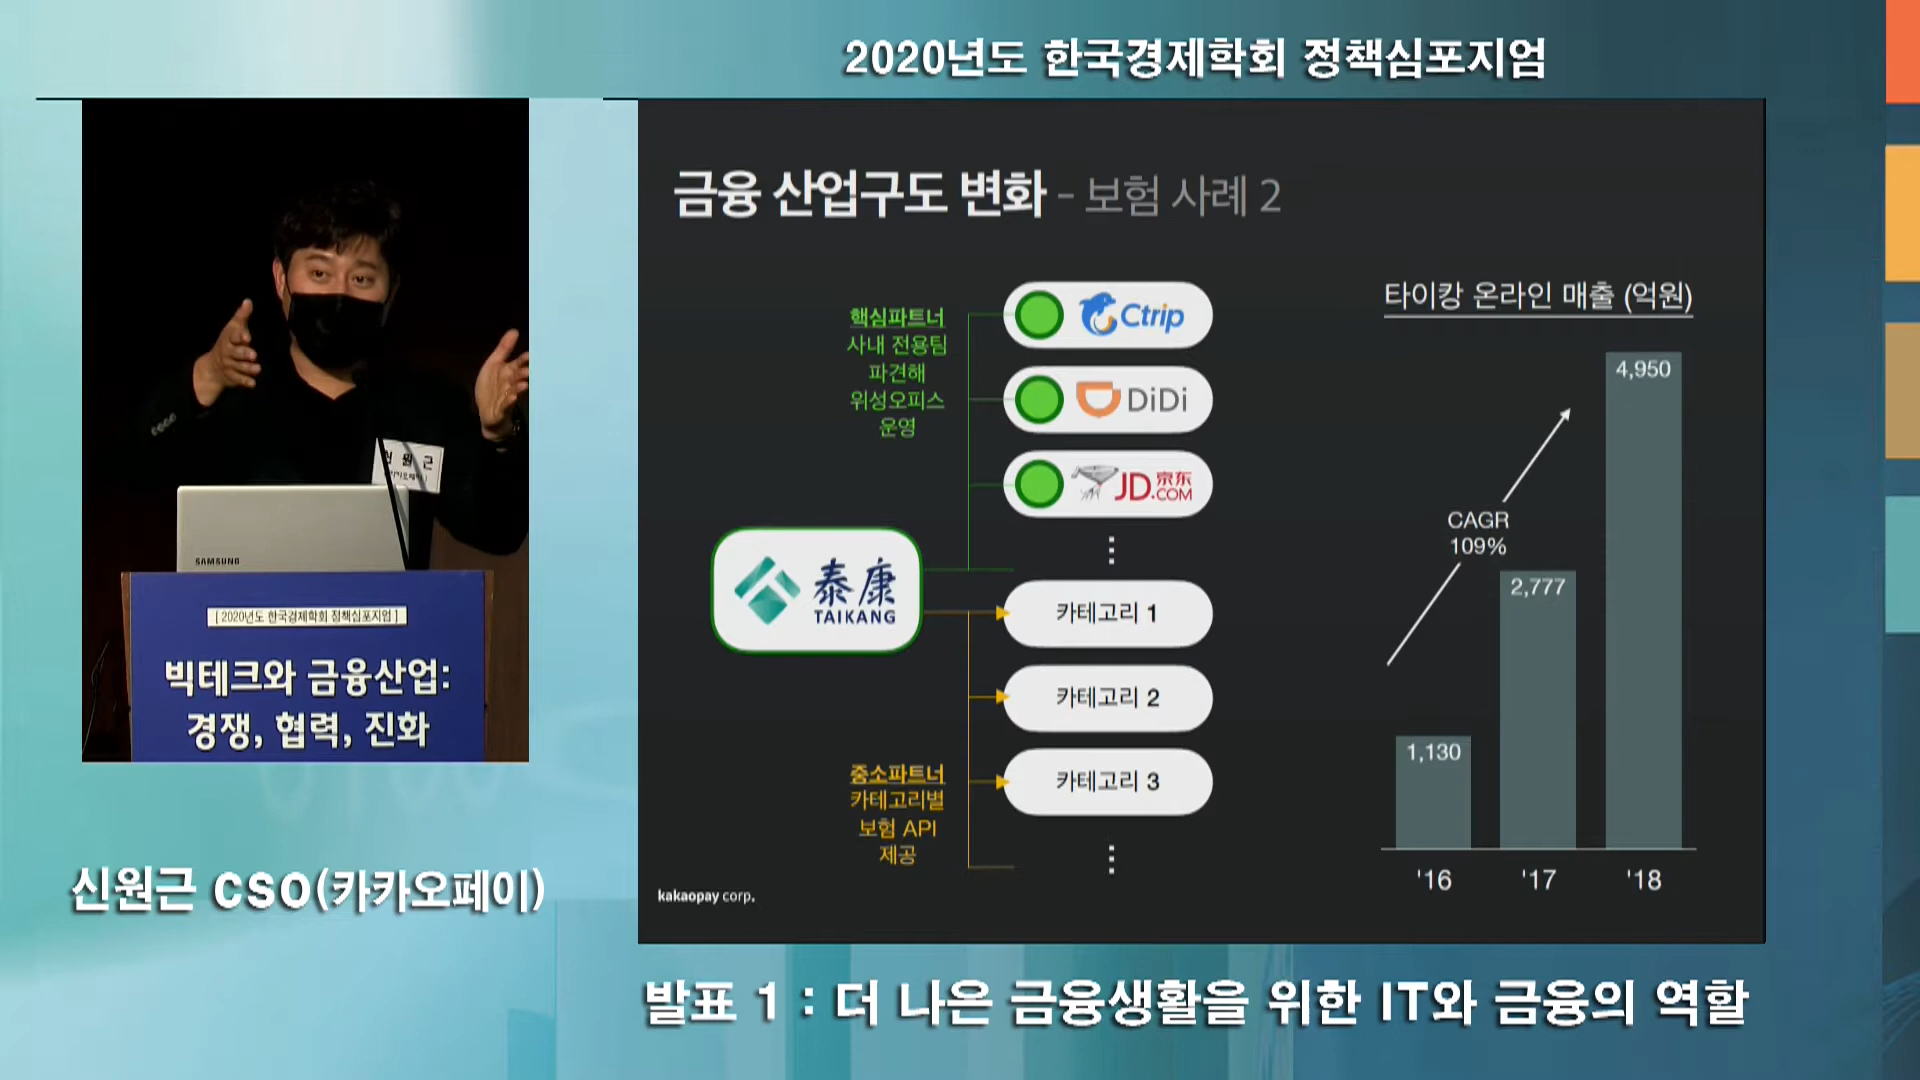 2020년도 한국경제학회 정책심포지엄
금융 산업구도 변화 - 보험 사례 2
핵심파트너
사내 전용팀
파견해
위성오피스
운영
Ctrip
DiDi
JD.COM 京东
泰康
TAIKANG
카테고리 1
카테고리 2
카테고리 3
중소파트너
카테고리별
보험 API
제공
타이캉 온라인 매출 (억원)
CAGR
109%
1,130
2,777
4,950
'16
'17
'18
kakaopay corp.
원근
SAMSUNG
[ 2020년도 한국경제학회 정책심포지엄 ]
빅테크와 금융산업:
경쟁, 협력, 진화
신원근 CSO(카카오페이)
발표 1 : 더 나은 금융생활을 위한 IT와 금융의 역할